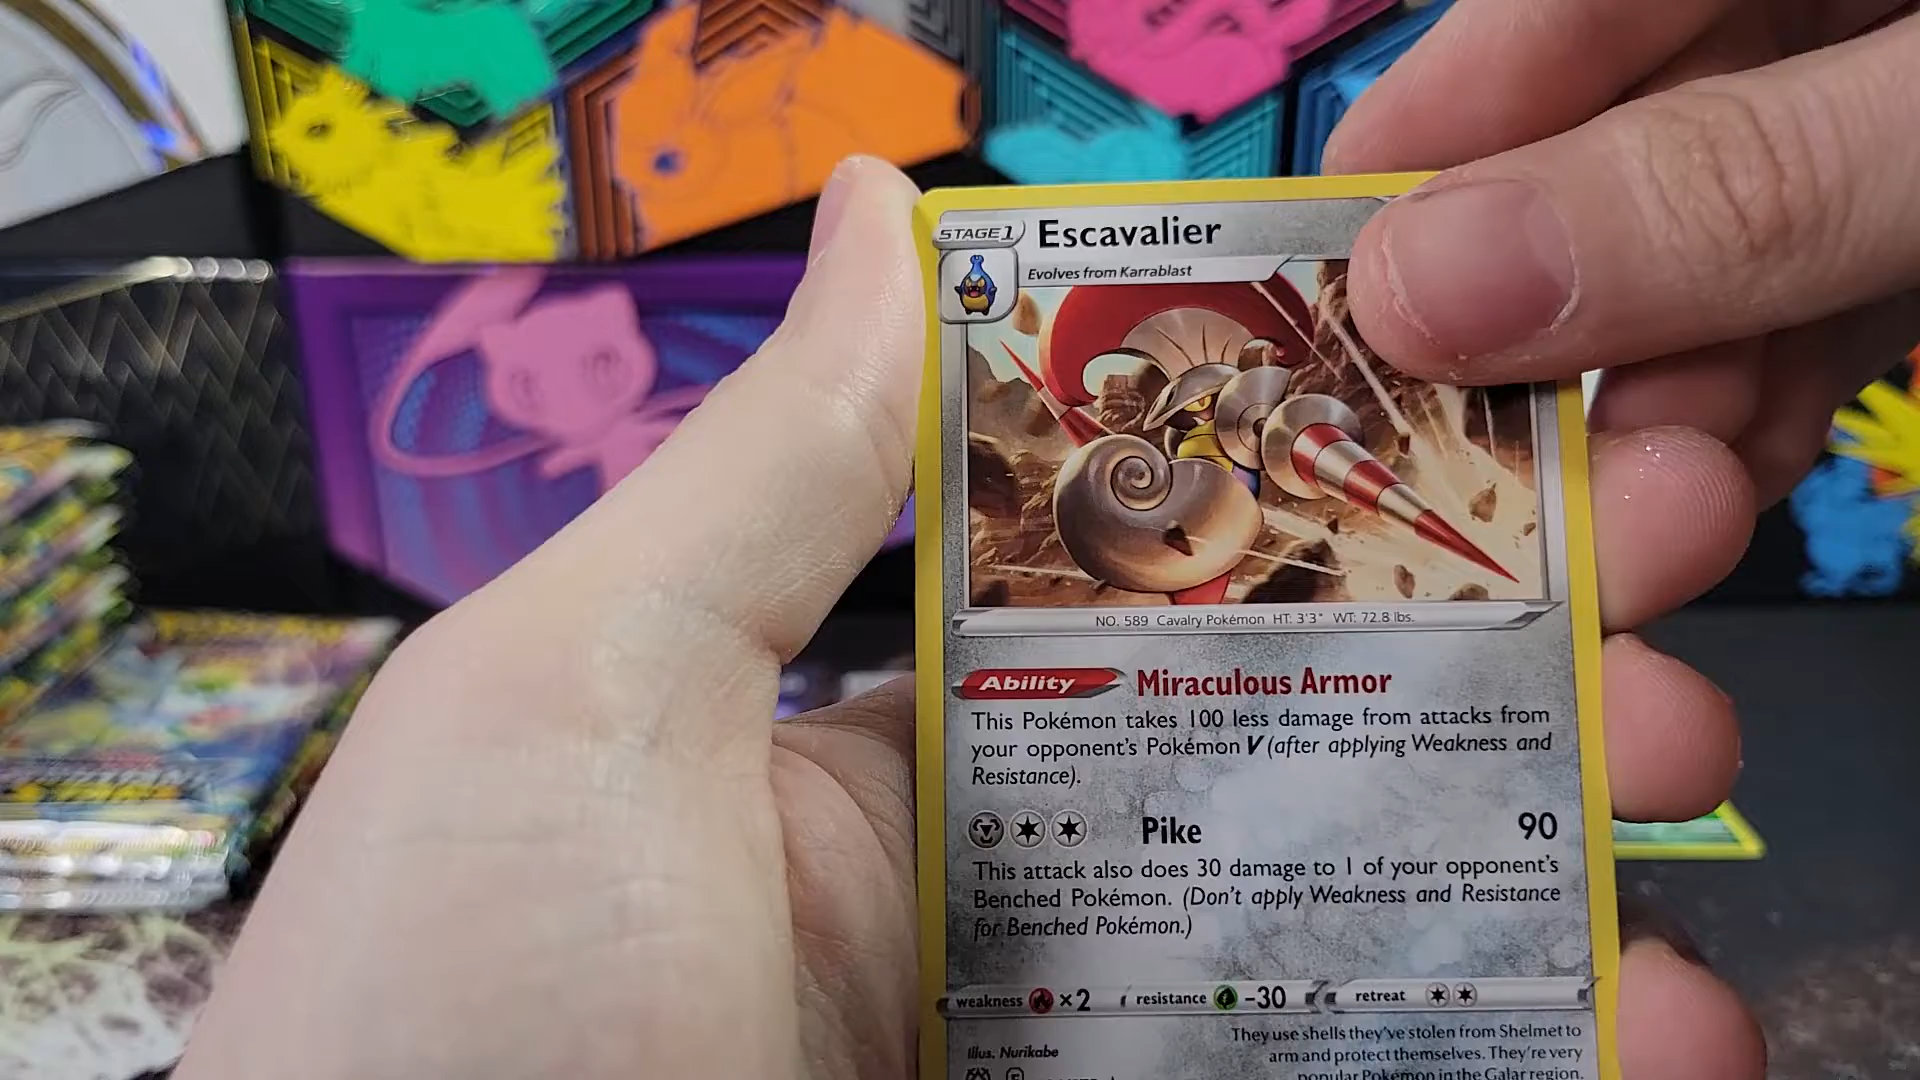 STAGE 1 Escavalier
Evolves from Karrablast
NO. 589 Cavalry Pokémon HT: 3'3" WT: 72.8 lbs.
Ability Miraculous Armor
This Pokémon takes 100 less damage from attacks from
your opponent's Pokémon V (after applying Weakness and
Resistance).
Pike 90
This attack also does 30 damage to 1 of your opponent's
Benched Pokémon. (Don't apply Weakness and Resistance
for Benched Pokémon.)
weakness ×2 resistance -30 retreat
They use shells they've stolen from Shelmet to
Illus. Nurikabe
arm and protect themselves. They're very
popular Pokémon in the Galar region.